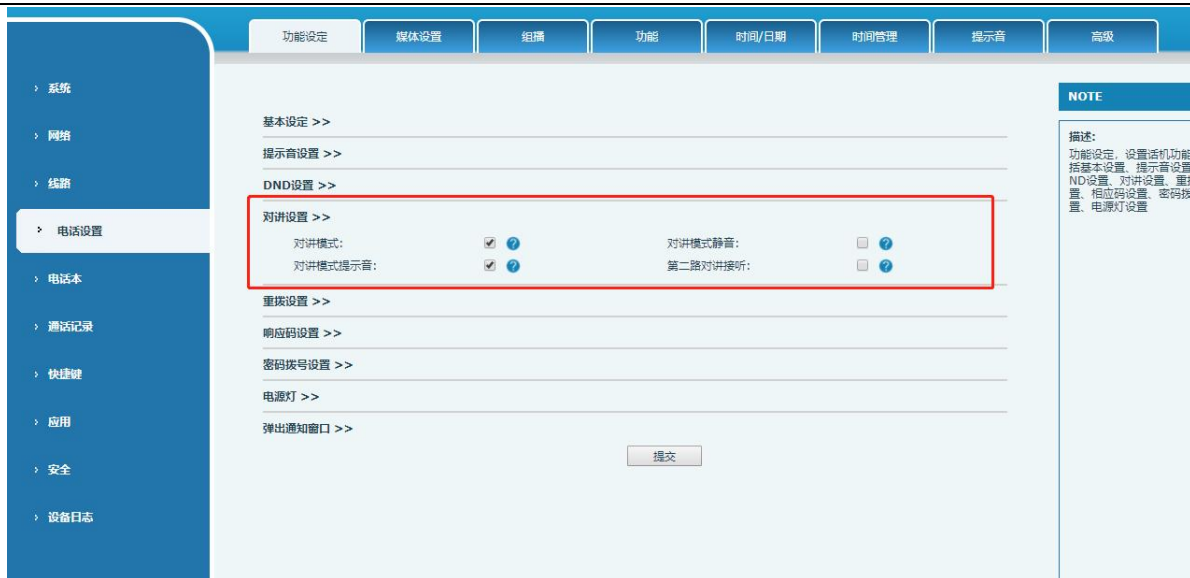 功能设定 媒体设置 组播 功能 时间/日期 时间管理 提示音 高级
系统
网络
线路
电话设置
电话本
通话记录
快捷键
应用
安全
设备日志
基本设定 >>
提示音设置 >>
DND设置 >>
对讲设置 >>
对讲模式: 对讲模式静音:
对讲模式提示音: 第二路对讲接听:
重拨设置 >>
响应码设置 >>
密码拨号设置 >>
电源灯 >>
弹出通知窗口 >>
提交
NOTE
描述:
功能设定，设置话机功能
括基本设置、提示音设置
ND设置、对讲设置、重
置、相应码设置、密码拨
置、电源灯设置